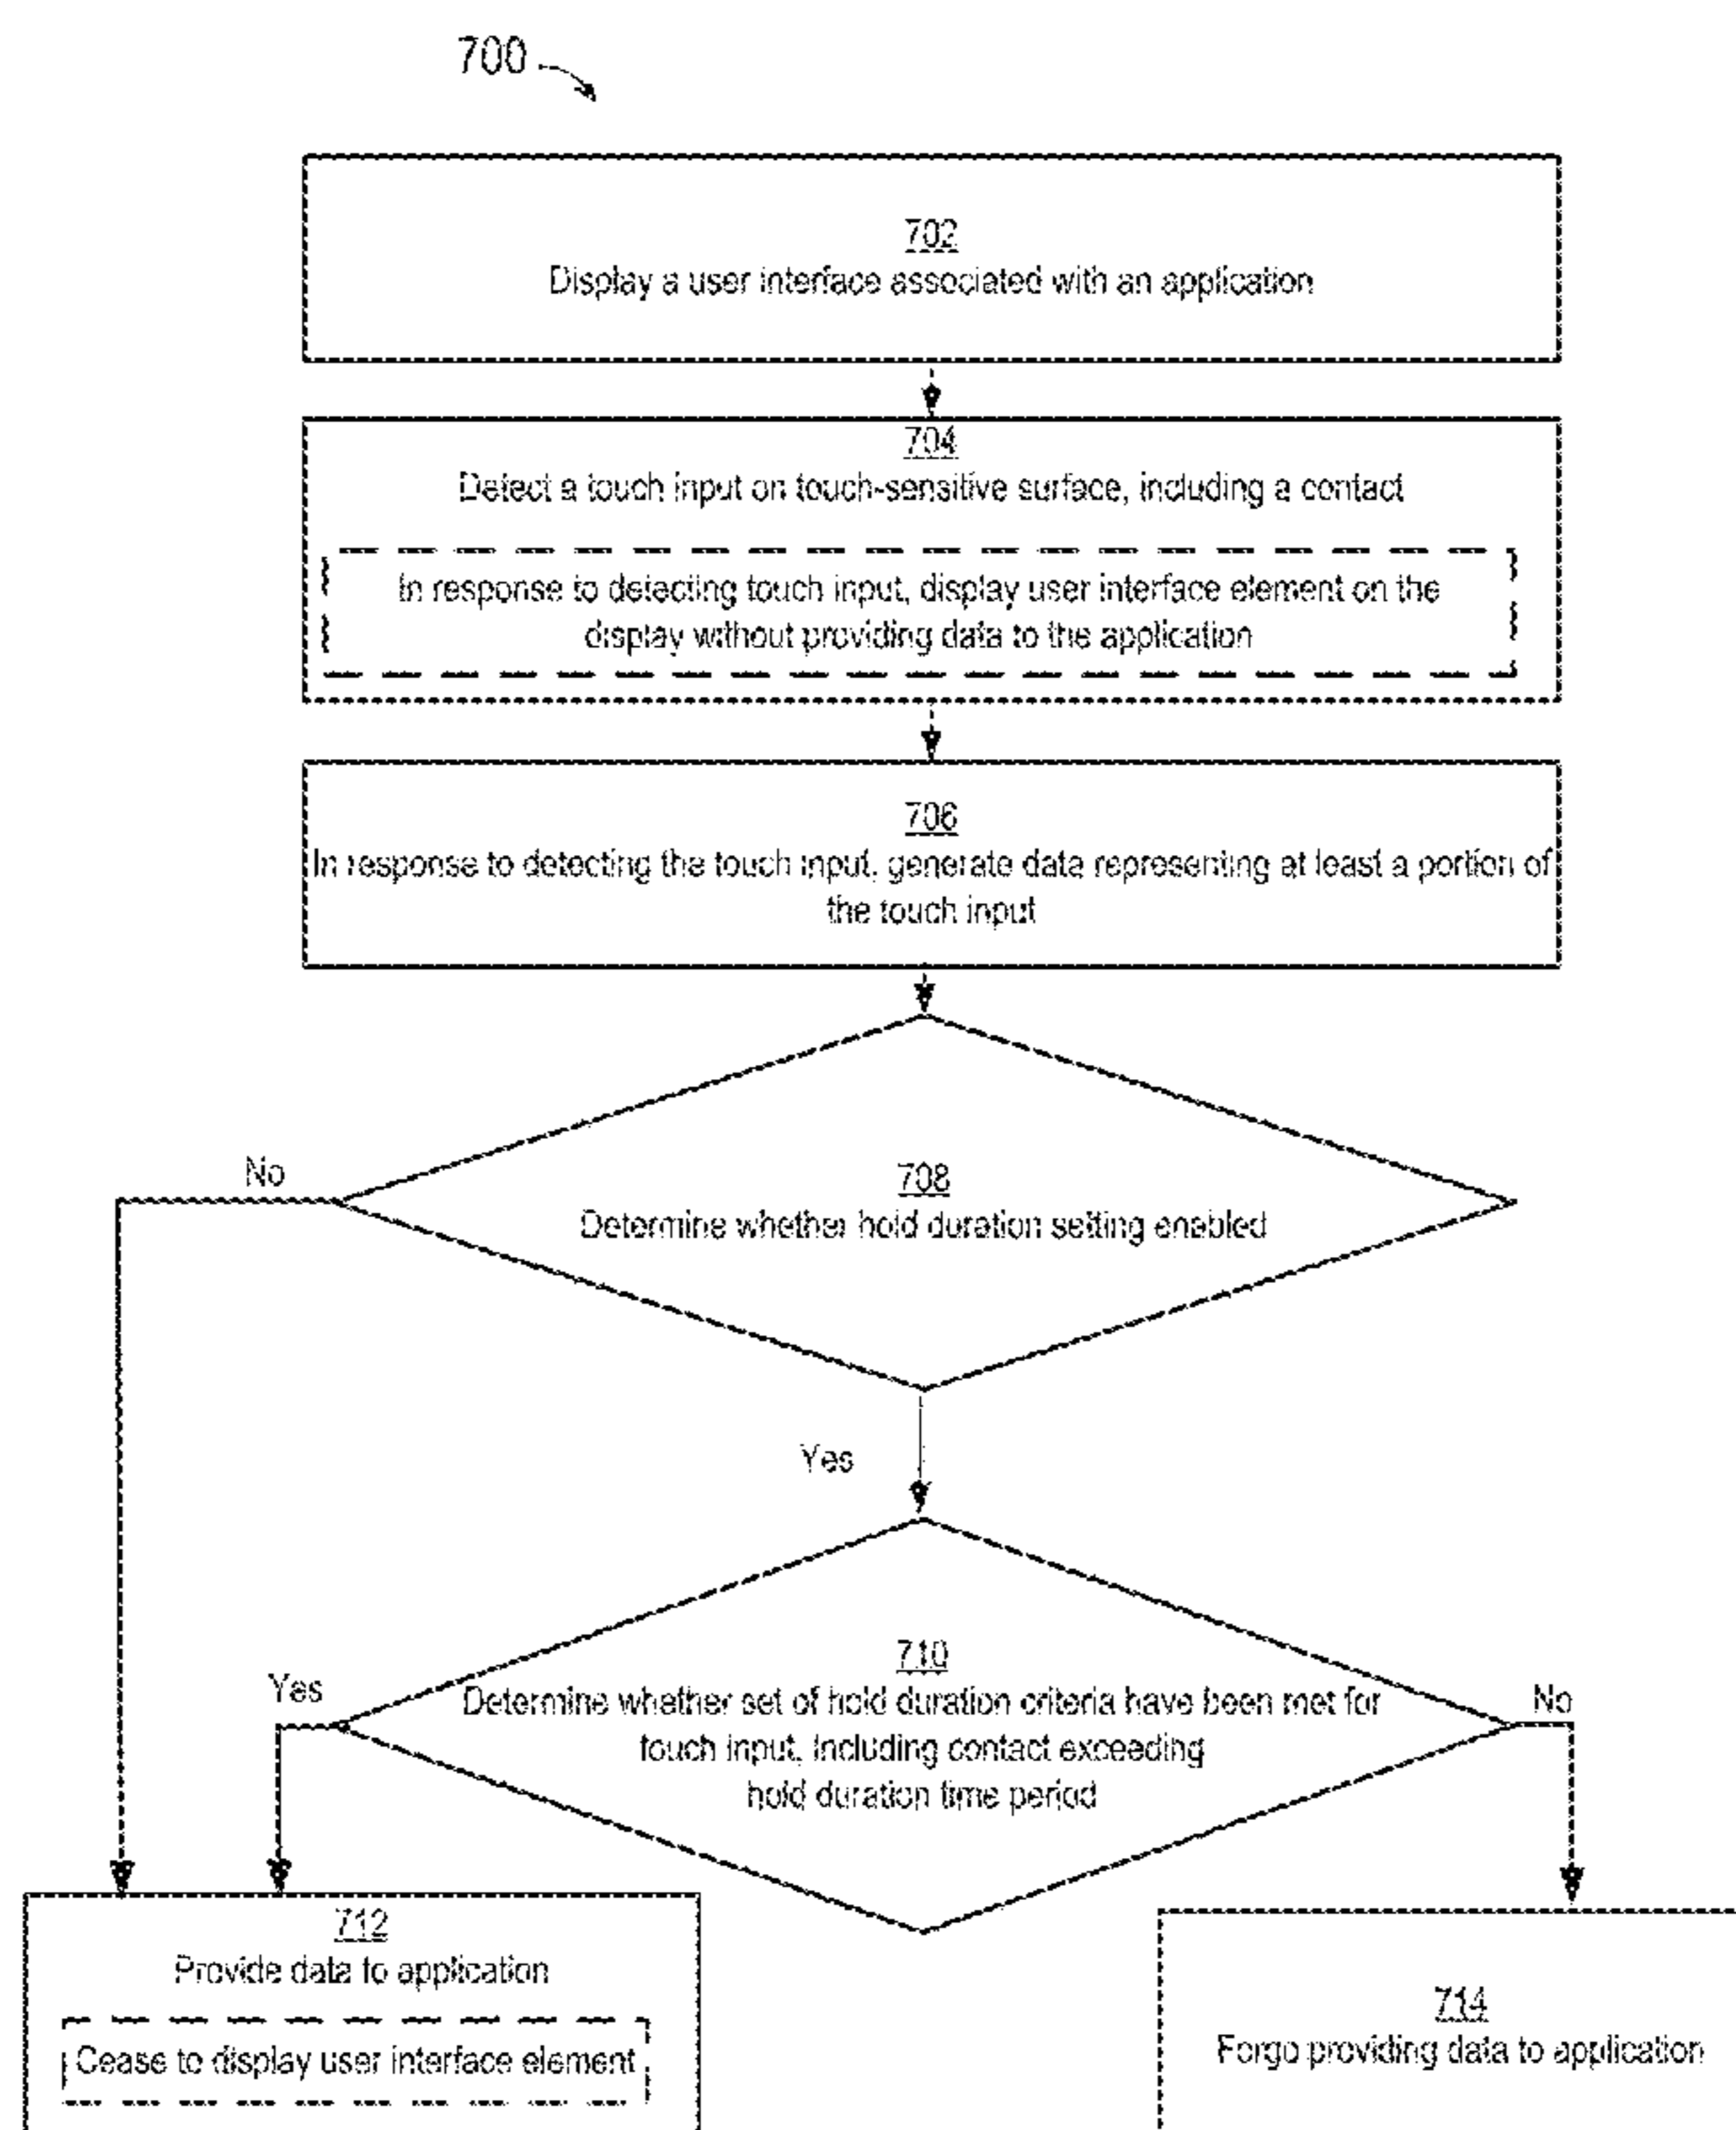 700
702
Display a user interface associated with an application
704
Detect a touch input on touch-sensitive surface, including a contact
In response to detecting touch input, display user interface element on the
display without providing data to the application
706
In response to detecting the touch input, generate data representing at least a portion of
the touch input
708
Determine whether hold duration setting enabled
No
Yes
710
Determine whether set of hold duration criteria have been met for
touch input, including contact exceeding
hold duration time period
Yes
No
712
Provide data to application
Cease to display user interface element
714
Forgo providing data to application